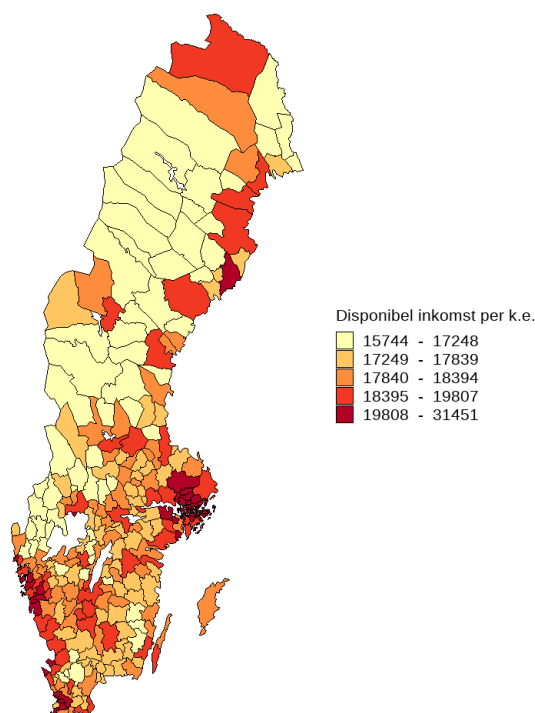 Disponibel inkomst per k.e.
15744 - 17248
17249 - 17839
17840 - 18394
18395 - 19807
19808 - 31451